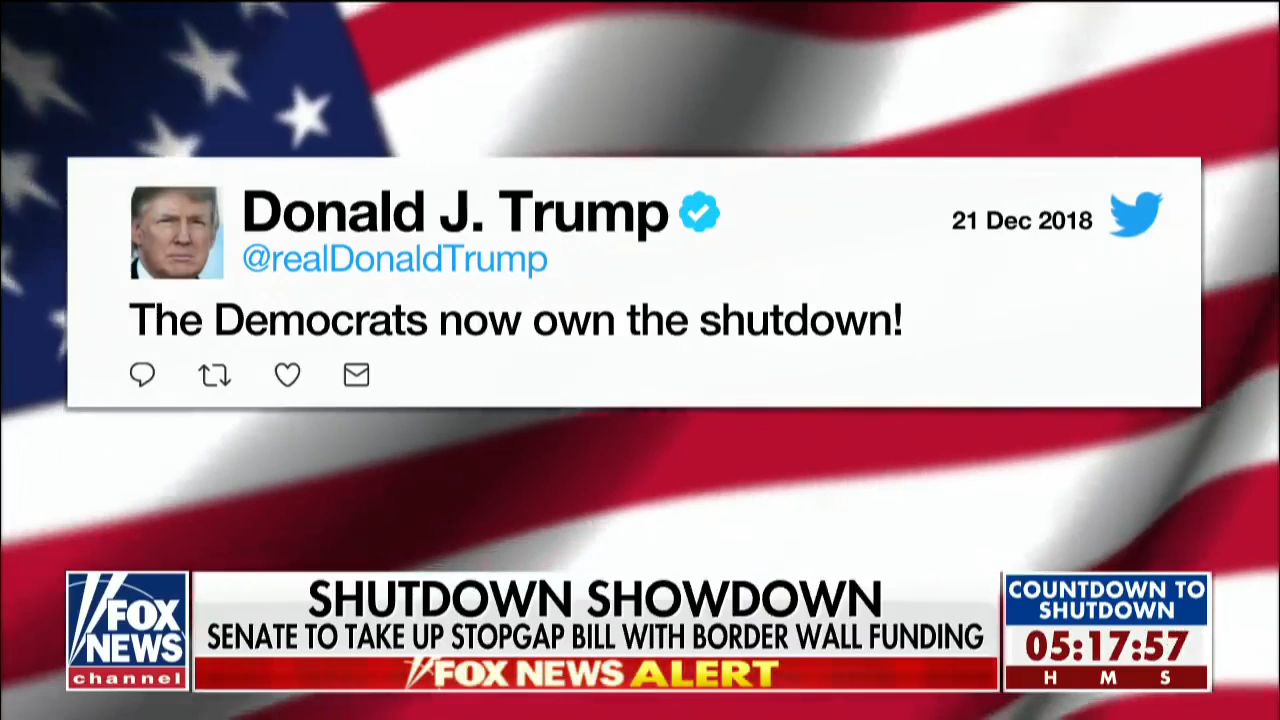 Donald J. Trump
@realDonaldTrump
21 Dec 2018
The Democrats now own the shutdown!
SHUTDOWN SHOWDOWN
SENATE TO TAKE UP STOPGAP BILL WITH BORDER WALL FUNDING
FOX NEWS ALERT
FOX
NEWS
channel
COUNTDOWN TO
SHUTDOWN
05:17:57
H M S